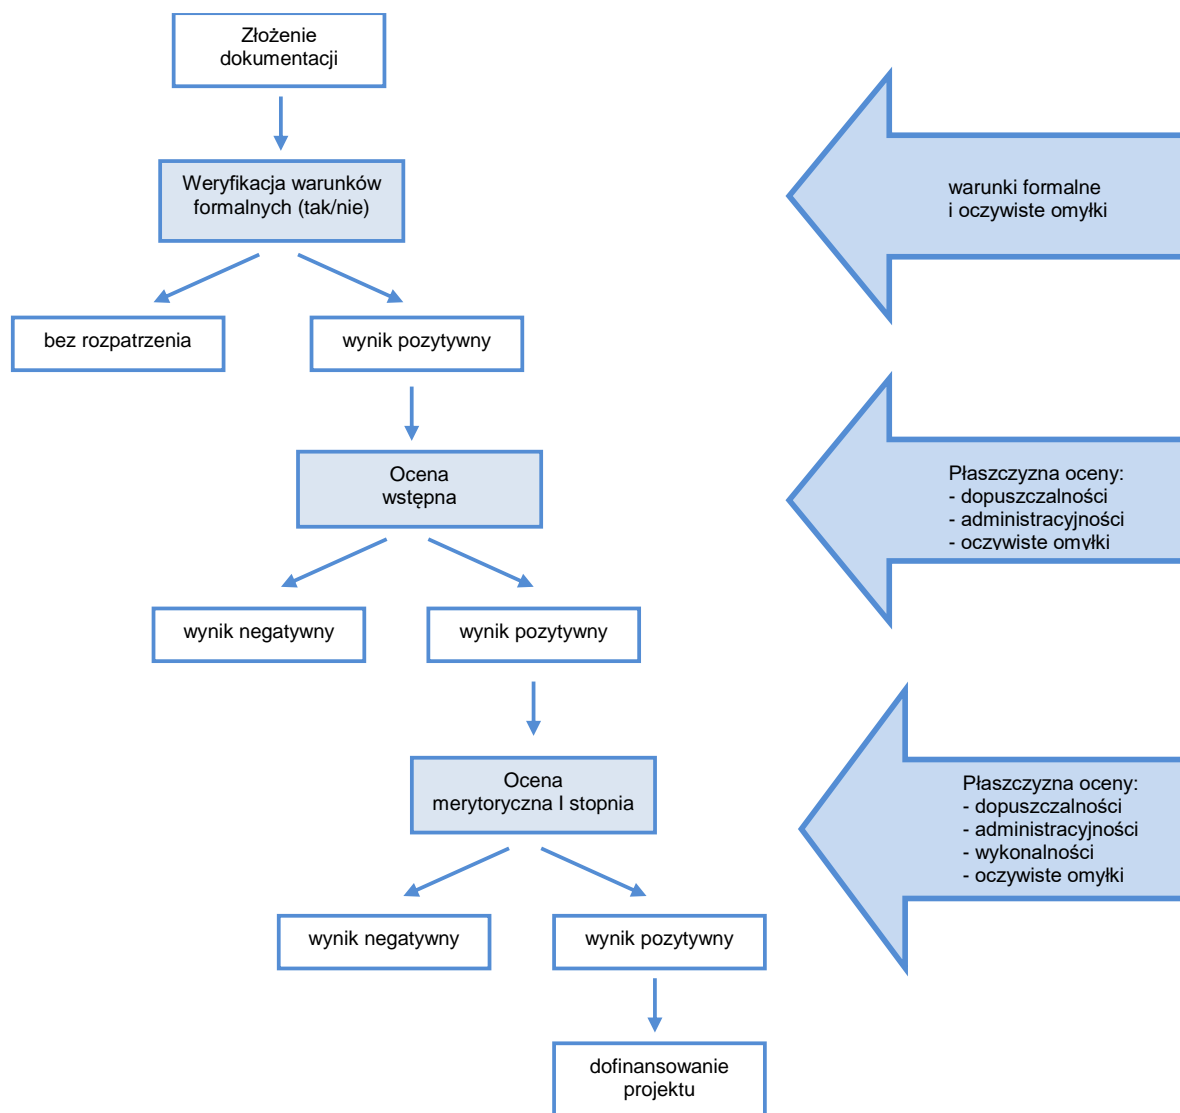 Złożenie
dokumentacji
Weryfikacja warunków
formalnych (tak/nie)
warunki formalne
i oczywiste omyłki
bez rozpatrzenia
wynik pozytywny
Ocena
wstępna
Płaszczyzna oceny:
- dopuszczalności
- administracyjności
- oczywiste omyłki
wynik negatywny
wynik pozytywny
Ocena
merytoryczna I stopnia
Płaszczyzna oceny:
- dopuszczalności
- administracyjności
- wykonalności
- oczywiste omyłki
wynik negatywny
wynik pozytywny
dofinansowanie
projektu